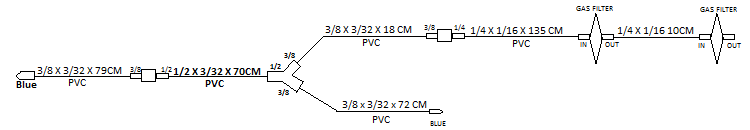 GAS FILTER
GAS FILTER
3/8 X 3/32 X 18 CM
3/8
1/4
1/4 X 1/16 X 135 CM
1/4 X 1/16 10CM
PVC
PVC
IN
OUT
IN
OUT
3/8
3/8 X 3/32 X 79CM
3/8
1/2
1/2 X 3/32 X 70CM
1/2
Blue
PVC
PVC
3/8
3/8 x 3/32 x 72 CM
PVC
BLUE